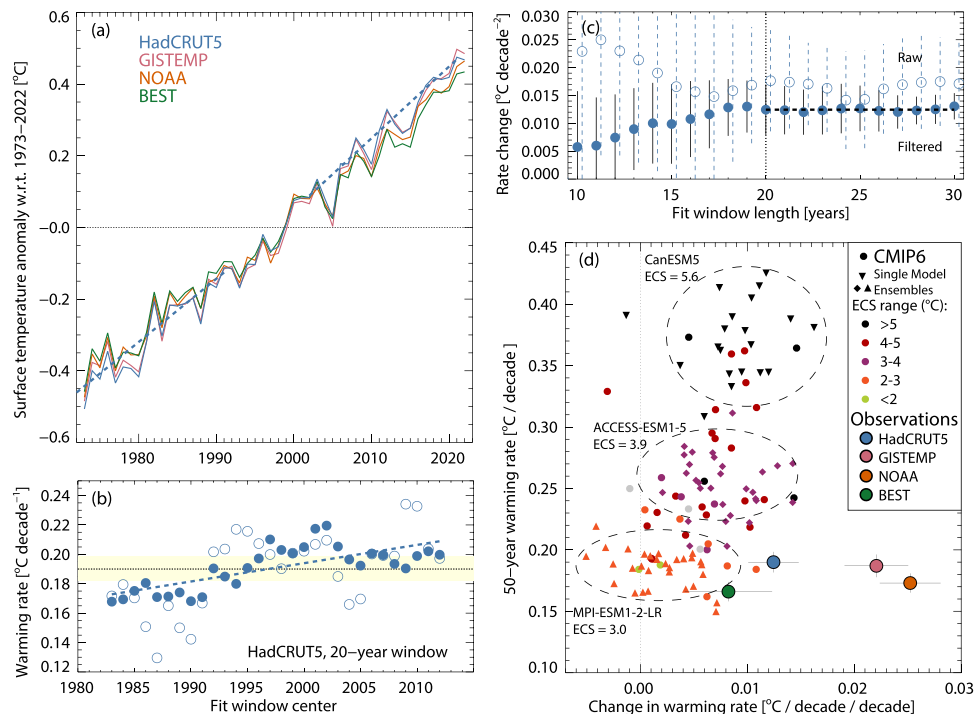 (a)
HadCRUT5
GISTEMP
NOAA
BEST
Surface temperature anomaly w.r.t. 1973−2022 [°C]
0.6
0.4
0.2
−0.0
−0.2
−0.4
−0.6
1980
1990
2000
2010
2020
(b)
Warming rate [°C decade⁻¹]
0.22
0.20
0.18
0.16
0.14
0.12
HadCRUT5, 20−year window
1980
1985
1990
1995
2000
2005
2010
Fit window center
(c)
Rate change [°C decade⁻²]
0.030
0.025
0.020
0.015
0.010
0.005
0.000
Raw
Filtered
10
15
20
25
30
Fit window length [years]
(d)
50−year warming rate [°C / decade ]
0.45
0.40
0.35
0.30
0.25
0.20
0.15
0.10
CanESM5
ECS = 5.6
ACCESS−ESM1−5
ECS = 3.9
MPI−ESM1−2−LR
ECS = 3.0
CMIP6
Single Model
Ensembles
ECS range (°C):
>5
4-5
3-4
2-3
<2
Observations
HadCRUT5
GISTEMP
NOAA
BEST
0.00
0.01
0.02
0.03
Change in warming rate [°C / decade / decade]